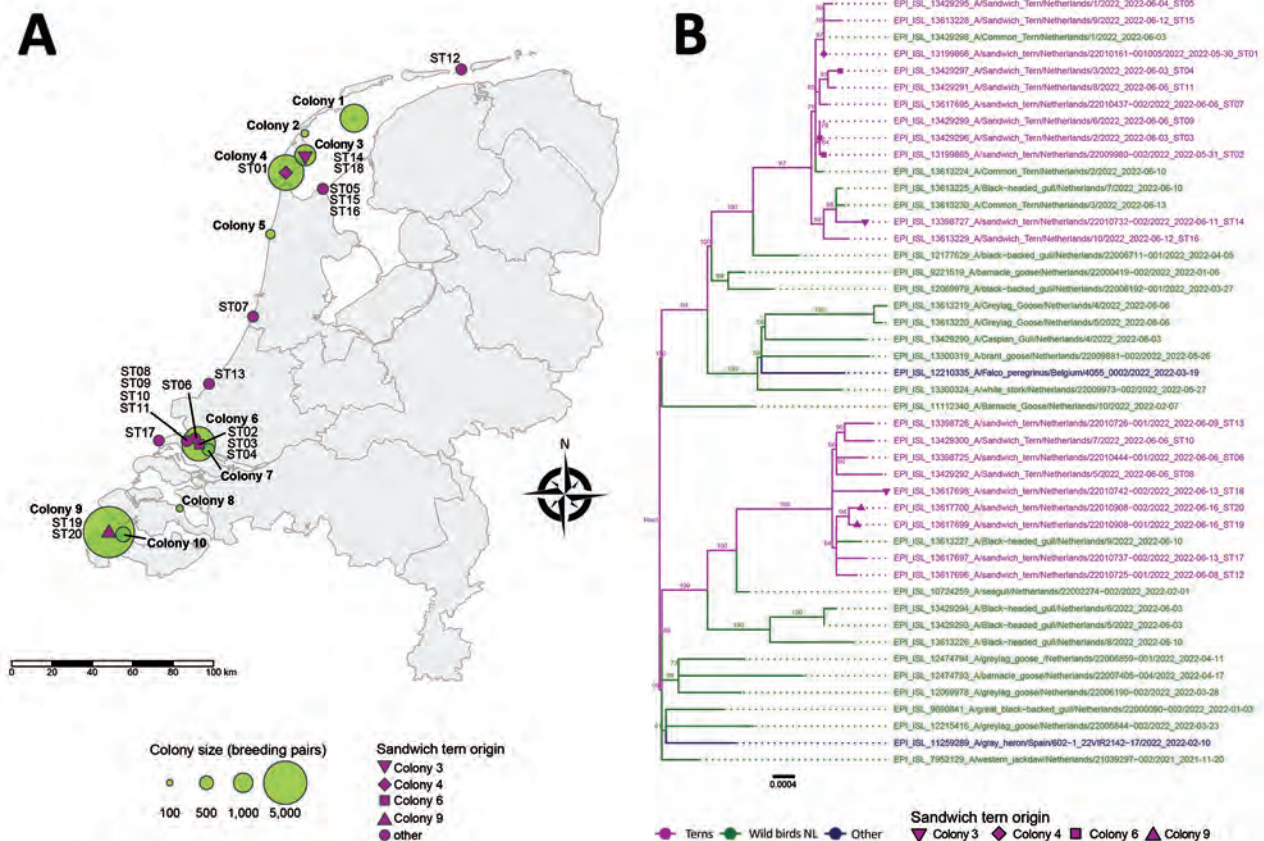 A
ST12
Colony 1
Colony 2
Colony 3
ST14
ST18
Colony 4
ST01
ST05
ST15
ST16
Colony 5
ST07
ST13
ST08
ST09
ST10
ST11
ST06
Colony 6
ST02
ST03
ST04
ST17
Colony 7
Colony 8
Colony 9
ST19
ST20
Colony 10
N
0 20 40 60 80 100 km
Colony size (breeding pairs)
100 500 1,000 5,000
Sandwich tern origin
Colony 3
Colony 4
Colony 6
Colony 9
other
B
EPI_ISL_13429295_A/Sandwich_Tern/Netherlands/1/2022_2022-06-04_ST05
EPI_ISL_13613228_A/Sandwich_Tern/Netherlands/9/2022_2022-06-12_ST15
EPI_ISL_13429298_A/Common_Tern/Netherlands/1/2022_2022-06-03
EPI_ISL_13199866_A/sandwich_tern/Netherlands/22010161-001005/2022_2022-05-30_ST01
EPI_ISL_13429297_A/Sandwich_Tern/Netherlands/3/2022_2022-06-03_ST04
EPI_ISL_13429291_A/Sandwich_Tern/Netherlands/8/2022_2022-06-06_ST11
EPI_ISL_13617695_A/sandwich_tern/Netherlands/22010437-002/2022_2022-06-06_ST07
EPI_ISL_13429299_A/Sandwich_Tern/Netherlands/6/2022_2022-06-06_ST09
EPI_ISL_13429296_A/Sandwich_Tern/Netherlands/2/2022_2022-06-03_ST03
EPI_ISL_13199865_A/sandwich_tern/Netherlands/22009980-002/2022_2022-05-31_ST02
EPI_ISL_13613224_A/Common_Tern/Netherlands/2/2022_2022-06-10
EPI_ISL_13613225_A/Black-headed_gull/Netherlands/7/2022_2022-06-10
EPI_ISL_13613230_A/Common_Tern/Netherlands/3/2022_2022-06-13
EPI_ISL_13398727_A/sandwich_tern/Netherlands/22010732-002/2022_2022-06-11_ST14
EPI_ISL_13613229_A/Sandwich_Tern/Netherlands/10/2022_2022-06-12_ST16
EPI_ISL_12177629_A/black-backed_gull/Netherlands/22006711-001/2022_2022-04-05
EPI_ISL_9221519_A/barnacle_goose/Netherlands/22000419-002/2022_2022-01-06
EPI_ISL_12069979_A/black-backed_gull/Netherlands/22006192-001/2022_2022-03-27
EPI_ISL_13613219_A/Greylag_Goose/Netherlands/4/2022_2022-06-06
EPI_ISL_13613220_A/Greylag_Goose/Netherlands/5/2022_2022-06-06
EPI_ISL_13429290_A/Caspian_Gull/Netherlands/4/2022_2022-06-03
EPI_ISL_13300319_A/brant_goose/Netherlands/22009881-002/2022_2022-05-26
EPI_ISL_12210335_A/Falco_peregrinus/Belgium/4055_0002/2022_2022-03-19
EPI_ISL_13300324_A/white_stork/Netherlands/22009973-002/2022_2022-05-27
EPI_ISL_11112340_A/Barnacle_Goose/Netherlands/10/2022_2022-02-07
EPI_ISL_13398726_A/sandwich_tern/Netherlands/22010726-001/2022_2022-06-09_ST13
EPI_ISL_13429300_A/Sandwich_Tern/Netherlands/7/2022_2022-06-06_ST10
EPI_ISL_13398725_A/sandwich_tern/Netherlands/22010444-001/2022_2022-06-06_ST06
EPI_ISL_13429292_A/Sandwich_Tern/Netherlands/5/2022_2022-06-06_ST08
EPI_ISL_13617698_A/sandwich_tern/Netherlands/22010742-002/2022_2022-06-13_ST18
EPI_ISL_13617700_A/sandwich_tern/Netherlands/22010908-002/2022_2022-06-16_ST20
EPI_ISL_13617699_A/sandwich_tern/Netherlands/22010908-001/2022_2022-06-16_ST19
EPI_ISL_13613227_A/Black-headed_gull/Netherlands/9/2022_2022-06-10
EPI_ISL_13617697_A/sandwich_tern/Netherlands/22010737-002/2022_2022-06-13_ST17
EPI_ISL_13617696_A/sandwich_tern/Netherlands/22010725-001/2022_2022-06-08_ST12
EPI_ISL_10724259_A/seagull/Netherlands/22002274-002/2022_2022-02-01
EPI_ISL_13429294_A/Black-headed_gull/Netherlands/6/2022_2022-06-03
EPI_ISL_13429293_A/Black-headed_gull/Netherlands/5/2022_2022-06-03
EPI_ISL_13613226_A/Black-headed_gull/Netherlands/8/2022_2022-06-10
EPI_ISL_12474794_A/greylag_goose_/Netherlands/22006859-001/2022_2022-04-11
EPI_ISL_12474793_A/barnacle_goose/Netherlands/22007405-004/2022_2022-04-17
EPI_ISL_12069978_A/greylag_goose/Netherlands/22006190-002/2022_2022-03-28
EPI_ISL_9690841_A/great_black-backed_gull/Netherlands/22000090-002/2022_2022-01-03
EPI_ISL_12215416_A/greylag_goose/Netherlands/22005844-002/2022_2022-03-23
EPI_ISL_11259289_A/gray_heron/Spain/602-1_22VIR2142-17/2022_2022-02-10
EPI_ISL_7952129_A/western_jackdaw/Netherlands/21039297-002/2021_2021-11-20
0.0004
Terns Wild birds NL Other
Sandwich tern origin
Colony 3 Colony 4 Colony 6 Colony 9